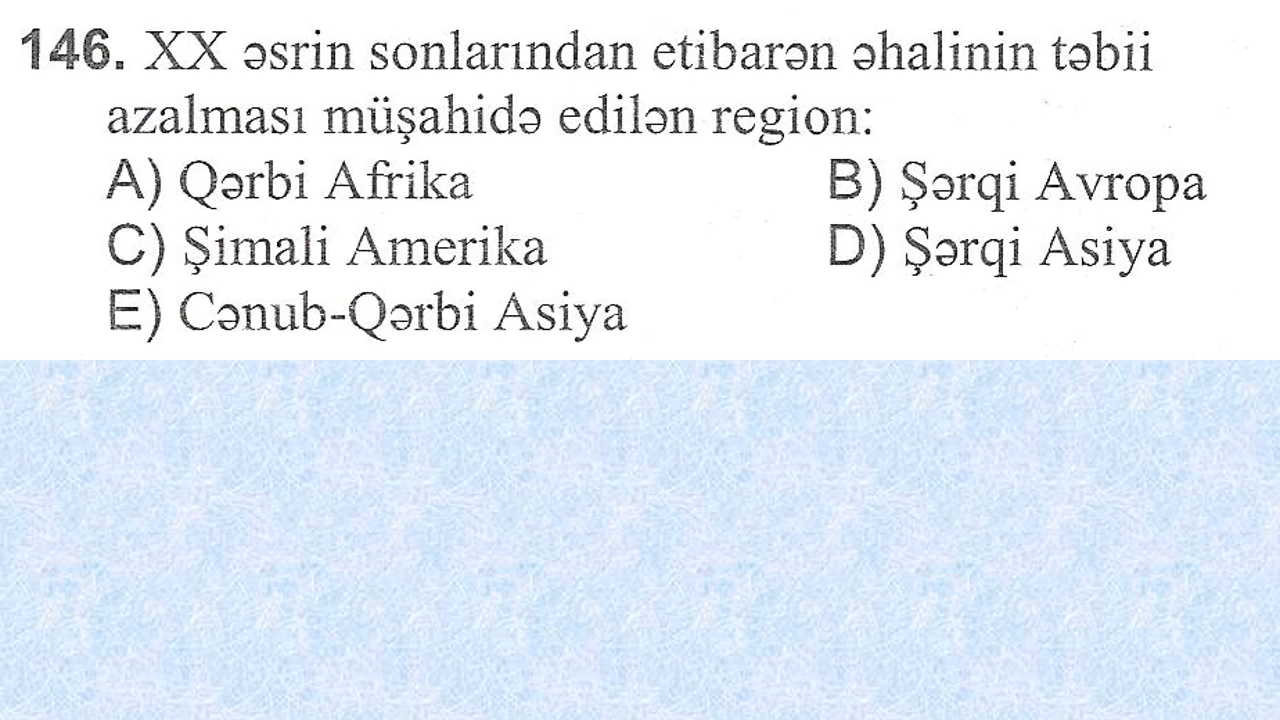 146. XX əsrin sonlarından etibarən əhalinin təbii
azalması müşahidə edilən region:
A) Qərbi Afrika B) Şərqi Avropa
C) Şimali Amerika D) Şərqi Asiya
E) Cənub-Qərbi Asiya